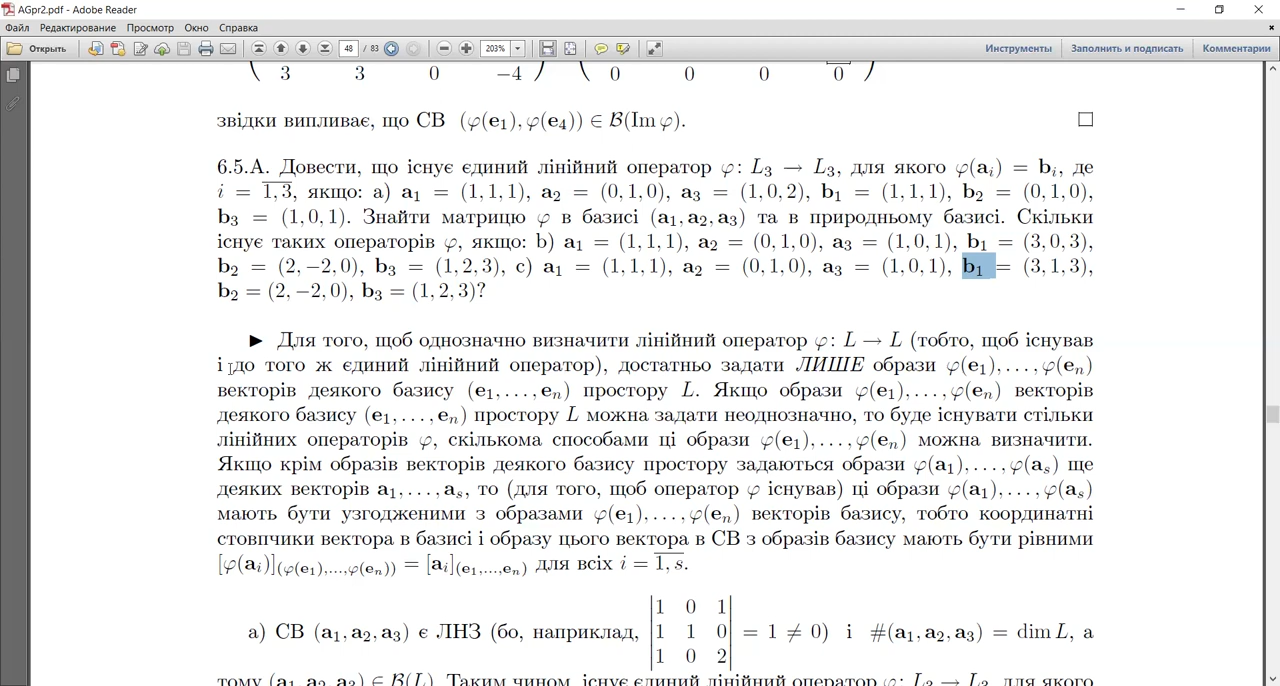 AGpr2.pdf - Adobe Reader
Файл Редактирование Просмотр Окно Справка
Открыть 48 / 83 203% Инструменты Заполнить и подписать Комментарии
3 3 0 −4 0 0 0 0
звідки випливає, що СВ (φ(e₁), φ(e₄)) ∈ ℬ(Im φ). □
6.5.А. Довести, що існує єдиний лінійний оператор φ: L₃ → L₃, для якого φ(aᵢ) = bᵢ, де
i = 1,3, якщо: a) a₁ = (1, 1, 1), a₂ = (0, 1, 0), a₃ = (1, 0, 2), b₁ = (1, 1, 1), b₂ = (0, 1, 0),
b₃ = (1, 0, 1). Знайти матрицю φ в базисі (a₁, a₂, a₃) та в природньому базисі. Скільки
існує таких операторів φ, якщо: b) a₁ = (1, 1, 1), a₂ = (0, 1, 0), a₃ = (1, 0, 1), b₁ = (3, 0, 3),
b₂ = (2, −2, 0), b₃ = (1, 2, 3), c) a₁ = (1, 1, 1), a₂ = (0, 1, 0), a₃ = (1, 0, 1), b₁ = (3, 1, 3),
b₂ = (2, −2, 0), b₃ = (1, 2, 3)?
► Для того, щоб однозначно визначити лінійний оператор φ: L → L (тобто, щоб існував
і до того ж єдиний лінійний оператор), достатньо задати ЛИШЕ образи φ(e₁), . . . , φ(eₙ)
векторів деякого базису (e₁, . . . , eₙ) простору L. Якщо образи φ(e₁), . . . , φ(eₙ) векторів
деякого базису (e₁, . . . , eₙ) простору L можна задати неоднозначно, то буде існувати стільки
лінійних операторів φ, скількома способами ці образи φ(e₁), . . . , φ(eₙ) можна визначити.
Якщо крім образів векторів деякого базису простору задаються образи φ(a₁), . . . , φ(aₛ) ще
деяких векторів a₁, . . . , aₛ, то (для того, щоб оператор φ існував) ці образи φ(a₁), . . . , φ(aₛ)
мають бути узгодженими з образами φ(e₁), . . . , φ(eₙ) векторів базису, тобто координатні
стовпчики вектора в базисі і образу цього вектора в СВ з образів базису мають бути рівними
[φ(aᵢ)](φ(e₁),...,φ(eₙ)) = [aᵢ](e₁,...,eₙ) для всіх i = 1, s.
1 0 1
a) СВ (a₁, a₂, a₃) є ЛНЗ (бо, наприклад, 1 1 0 = 1 ≠ 0) і #(a₁, a₂, a₃) = dim L, а
1 0 2
тому (a₁, a₂, a₃) ∈ ℬ(L). Таким чином, існує єдиний лінійний оператор φ: L₃ → L₃, для якого